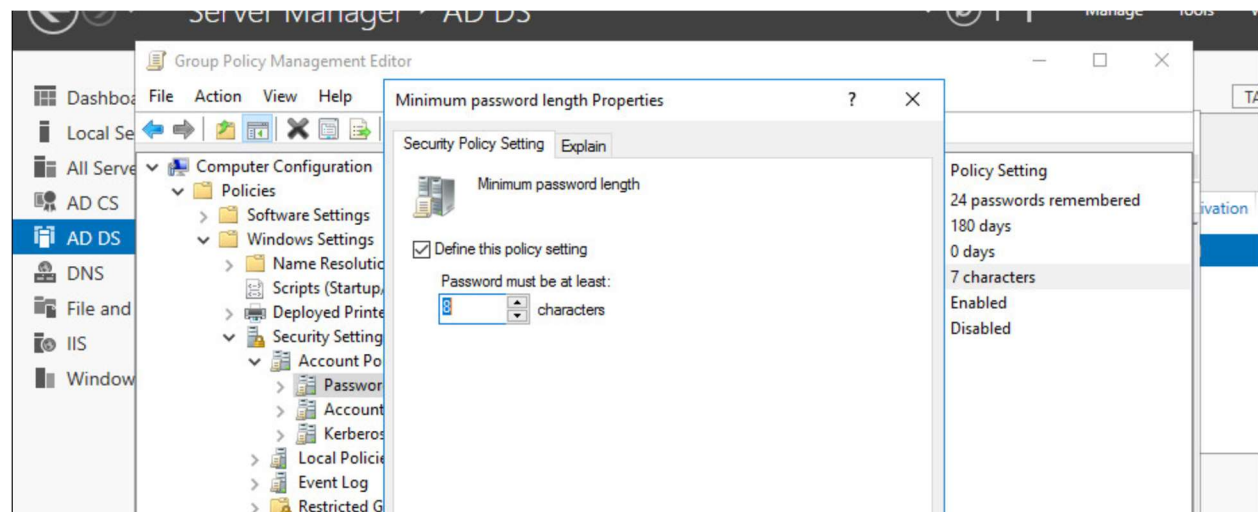 Server Manager · AD DS
Manage Tools
Group Policy Management Editor
File Action View Help
Minimum password length Properties
?
Security Policy Setting Explain
Minimum password length
Define this policy setting
Password must be at least:
8 characters
Dashboa
Local Se
All Serve
AD CS
AD DS
DNS
File and
IIS
Window
Computer Configuration
Policies
Software Settings
Windows Settings
Name Resolutio
Scripts (Startup/
Deployed Printe
Security Setting
Account Po
Passwor
Account
Kerberos
Local Policie
Event Log
Restricted G
Policy Setting
24 passwords remembered
180 days
0 days
7 characters
Enabled
Disabled
TA
ivation